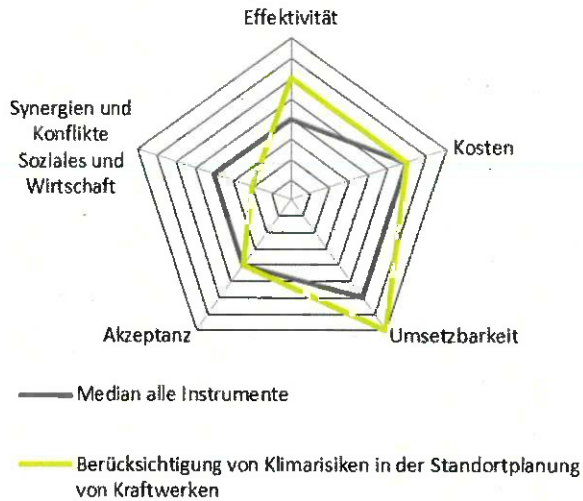 Effektivität
Synergien und
Konflikte
Soziales und
Wirtschaft
Kosten
Akzeptanz
Umsetzbarkeit
Median alle Instrumente
Berücksichtigung von Klimarisiken in der Standortplanung
von Kraftwerken